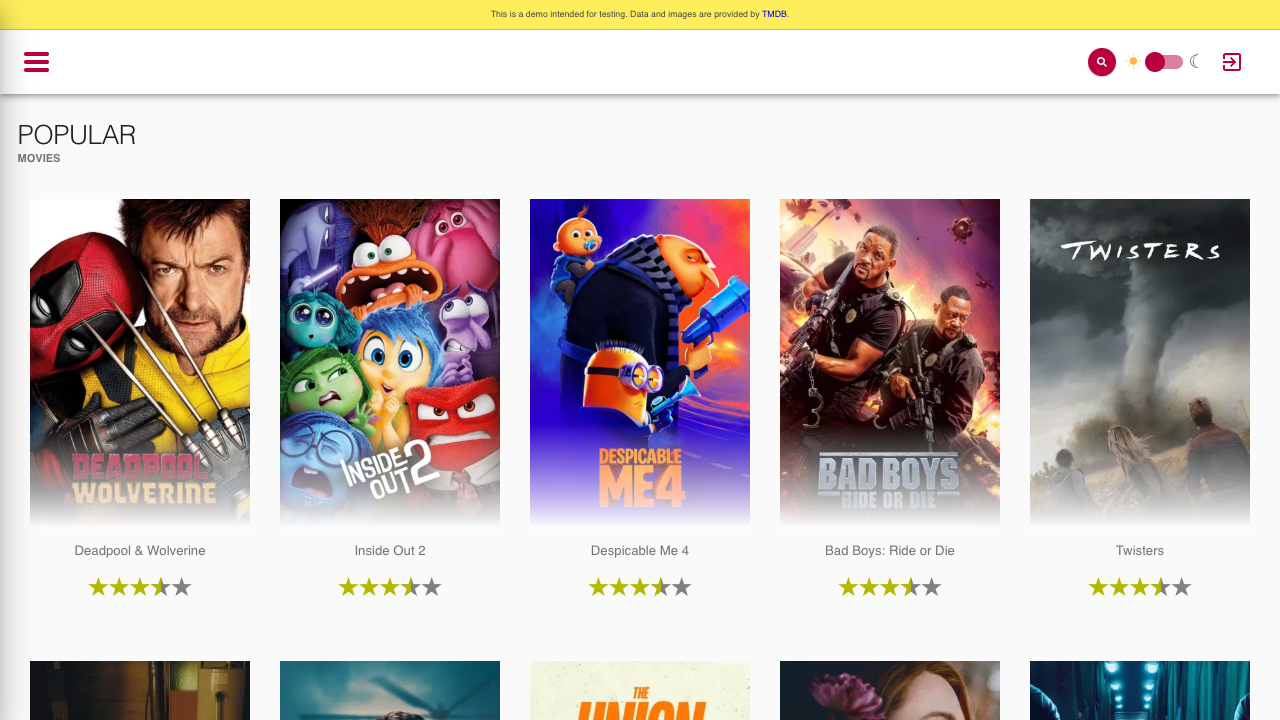 This is a demo intended for testing. Data and images are provided by TMDB.
POPULAR
MOVIES
TWISTERS
DEADPOOL
& WOLVERINE
INSIDE
OUT 2
DESPICABLE
ME4
BAD BOYS
RIDE OR DIE
Deadpool & Wolverine
Inside Out 2
Despicable Me 4
Bad Boys: Ride or Die
Twisters
THE
UNION